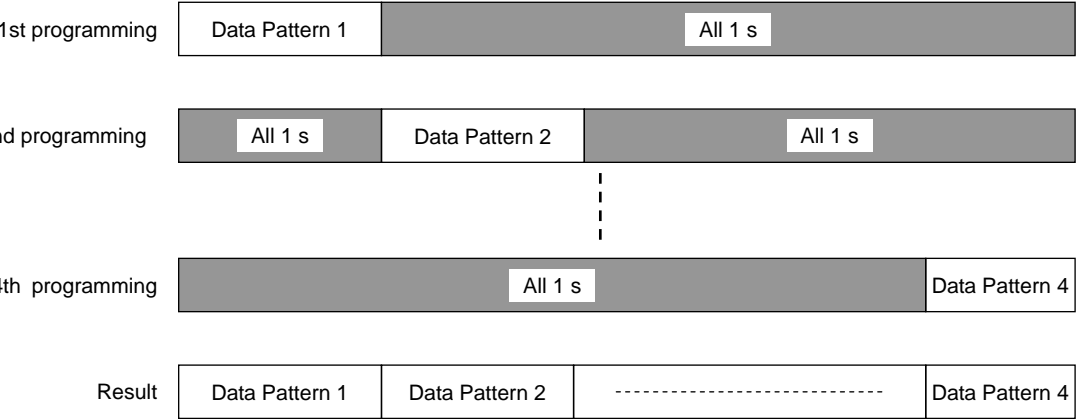 1st programming Data Pattern 1 All 1 s
nd programming All 1 s Data Pattern 2 All 1 s
4th programming All 1 s Data Pattern 4
Result Data Pattern 1 Data Pattern 2 Data Pattern 4